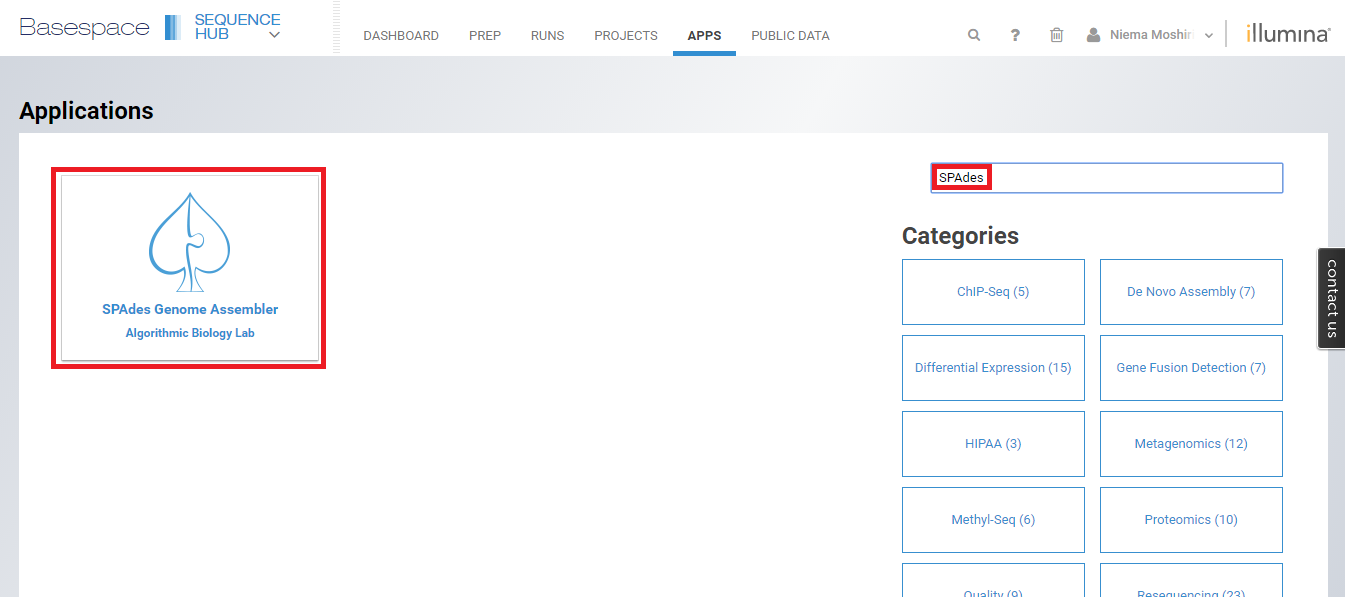 Basespace
SEQUENCE
HUB
DASHBOARD PREP RUNS PROJECTS APPS PUBLIC DATA
? Niema Moshiri
illumina®
Applications
SPAdes Genome Assembler
Algorithmic Biology Lab
SPAdes
Categories
ChIP-Seq (5) De Novo Assembly (7)
Differential Expression (15) Gene Fusion Detection (7)
HIPAA (3) Metagenomics (12)
Methyl-Seq (6) Proteomics (10)
Quality (9) Resequencing (23)
contact us